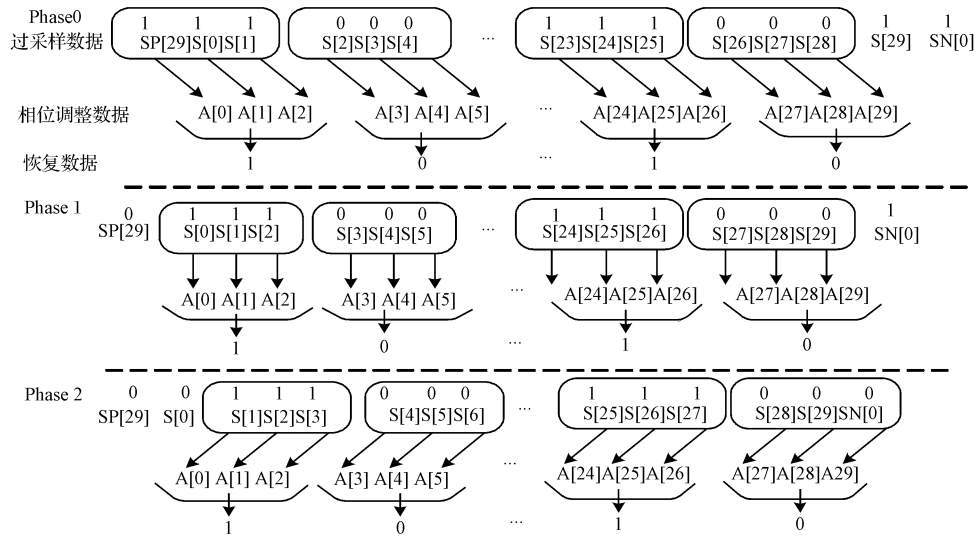 Phase0 1 1 1 0 0 0 1 1 1 0 0 0 1 1
过采样数据 SP[29]S[0]S[1] S[2]S[3]S[4] ... S[23]S[24]S[25] S[26]S[27]S[28] S[29] SN[0]
相位调整数据 A[0] A[1] A[2] A[3] A[4] A[5] ... A[24]A[25]A[26] A[27]A[28]A[29]
恢复数据 1 0 ... 1 0
Phase 1 0 1 1 1 0 0 0 1 1 1 0 0 0 1
SP[29] S[0]S[1]S[2] S[3]S[4]S[5] ... S[24]S[25]S[26] S[27]S[28]S[29] SN[0]
A[0] A[1] A[2] A[3] A[4] A[5] ... A[24]A[25]A[26] A[27]A[28]A[29]
1 0 ... 1 0
Phase 2 0 0 1 1 1 0 0 0 1 1 1 0 0 0
SP[29] S[0] S[1]S[2]S[3] S[4]S[5]S[6] ... S[25]S[26]S[27] S[28]S[29]SN[0]
A[0] A[1] A[2] A[3] A[4] A[5] ... A[24]A[25]A[26] A[27]A[28]A29]
1 0 ... 1 0